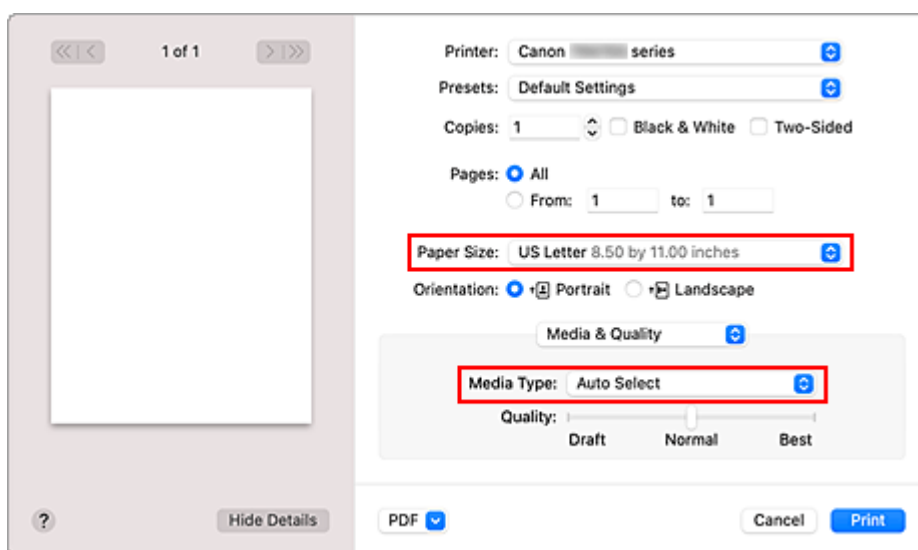 1 of 1
Printer: Canon series
Presets: Default Settings
Copies: 1 Black & White Two-Sided
Pages: All
From: 1 to: 1
Paper Size: US Letter 8.50 by 11.00 inches
Orientation: Portrait Landscape
Media & Quality
Media Type: Auto Select
Quality:
Draft Normal Best
? Hide Details PDF Cancel Print